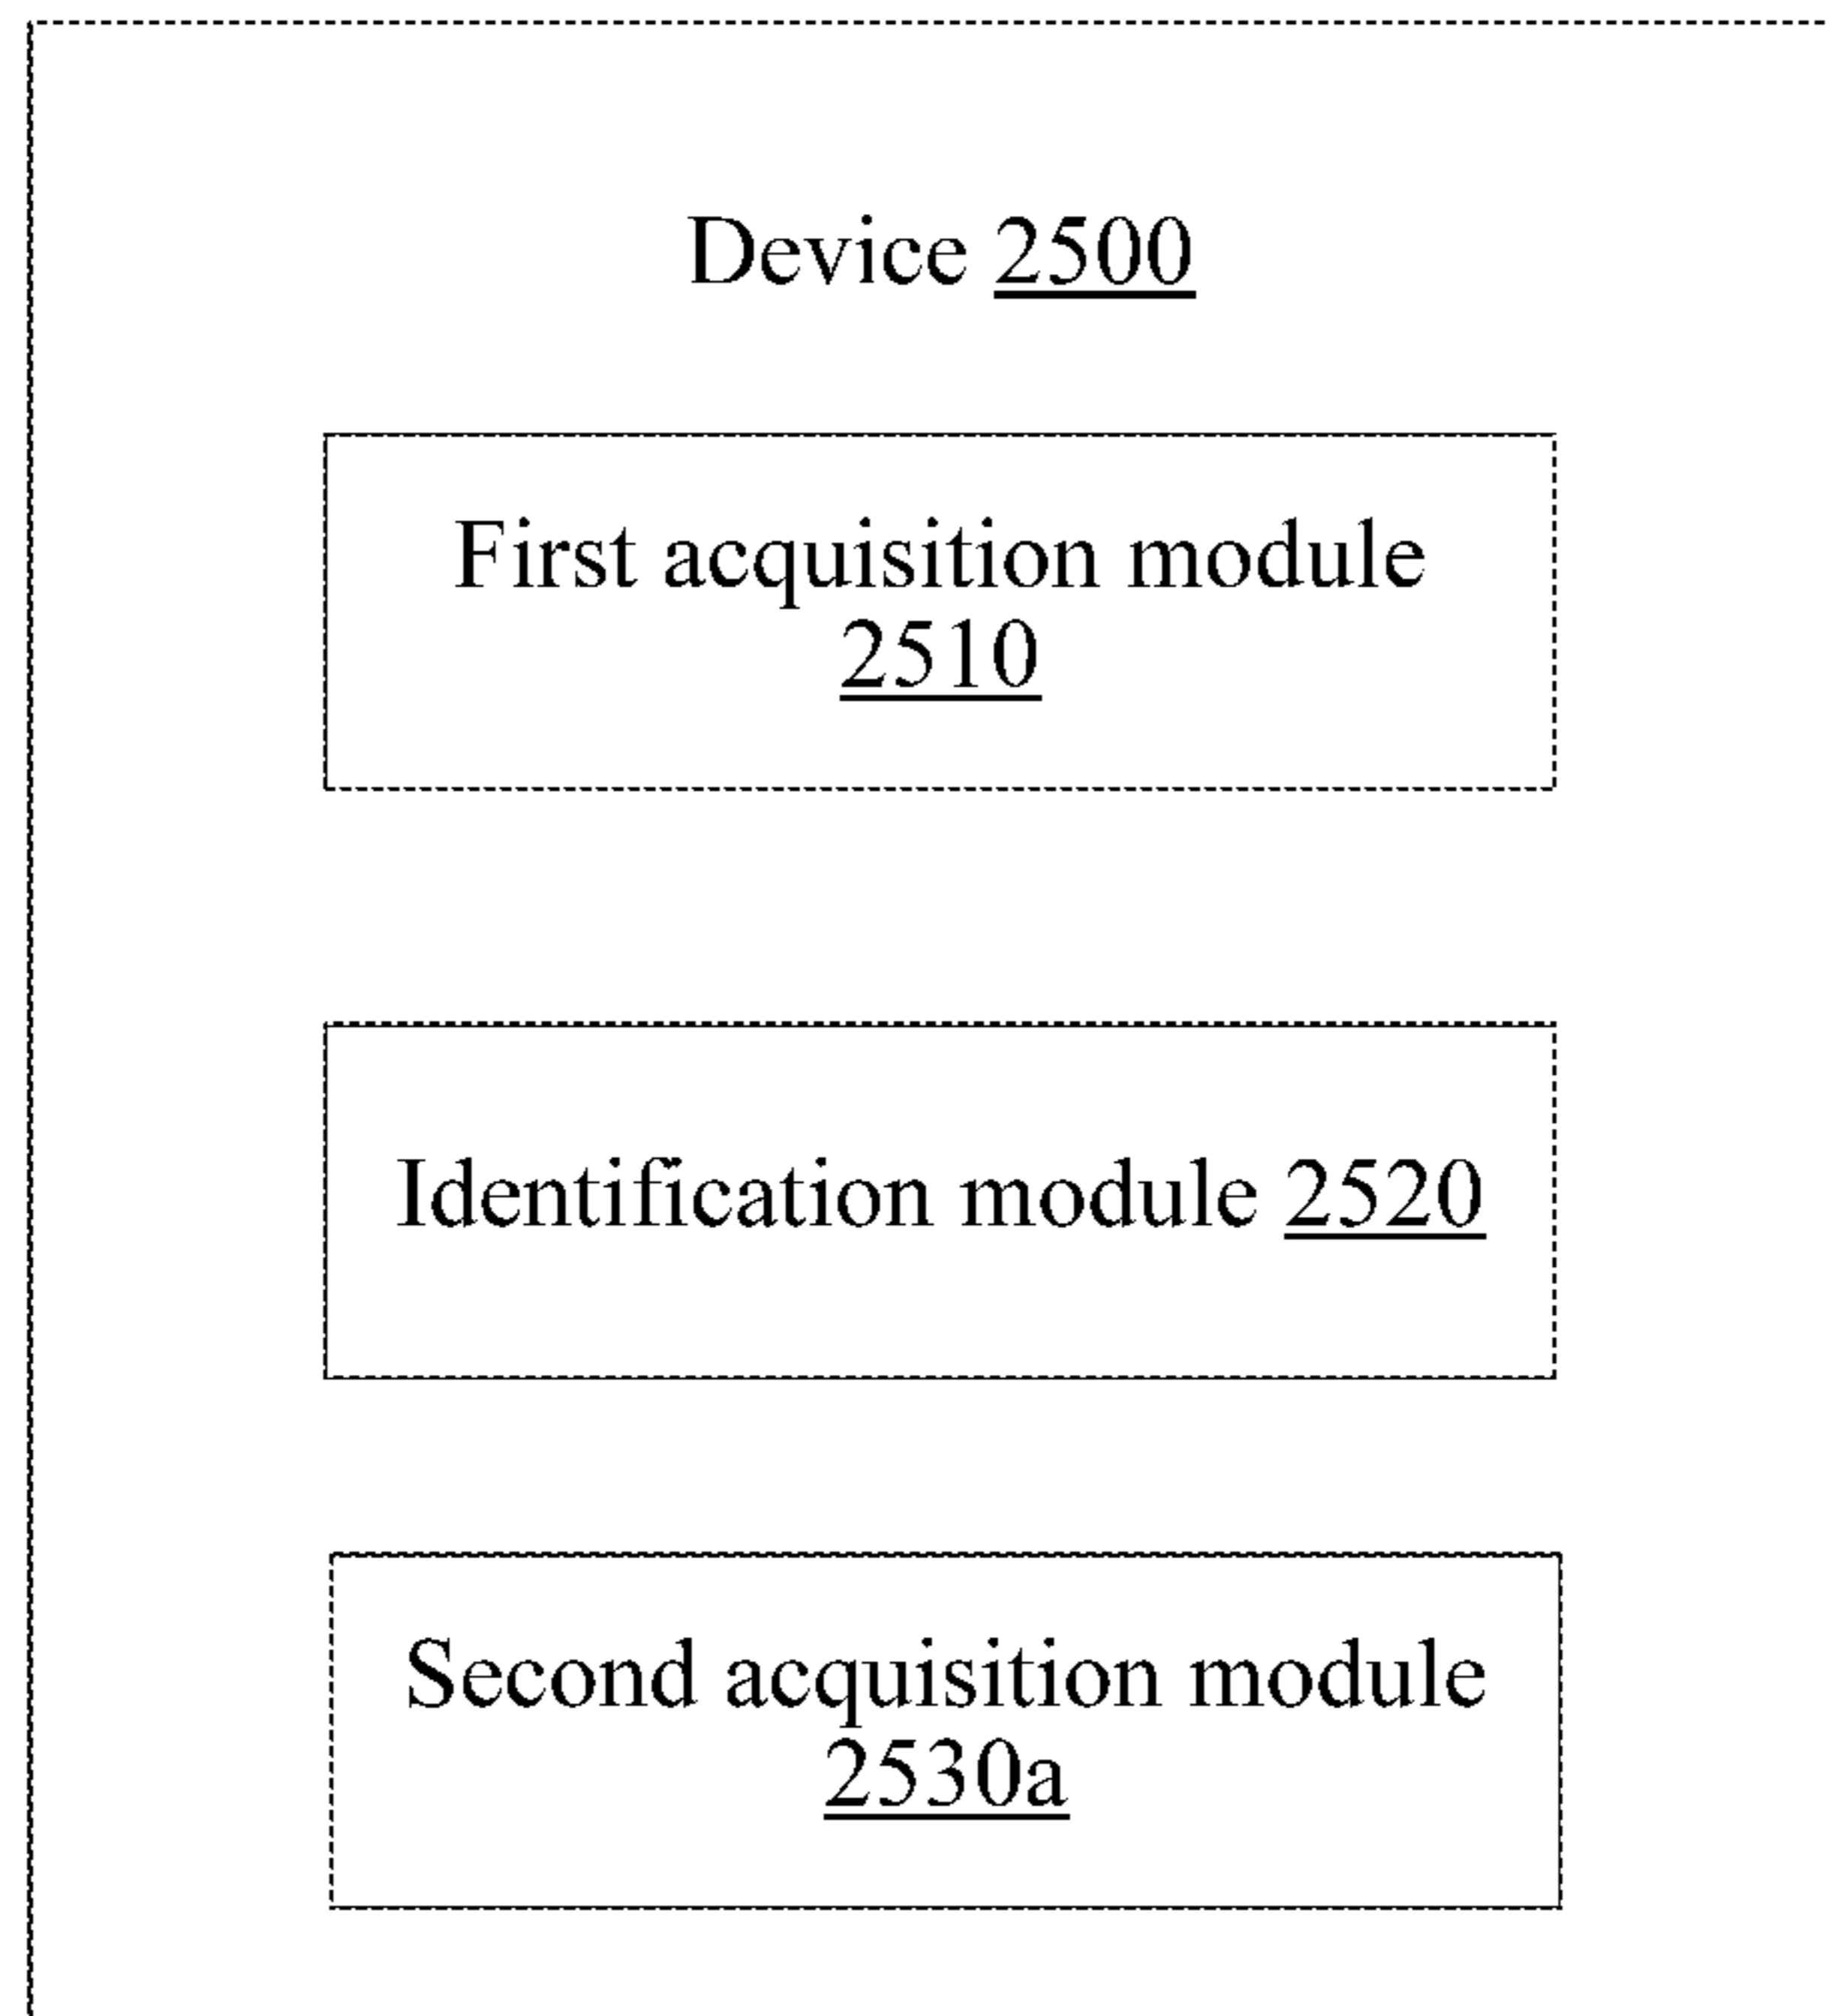 Device 2500
First acquisition module
2510
Identification module 2520
Second acquisition module
2530a